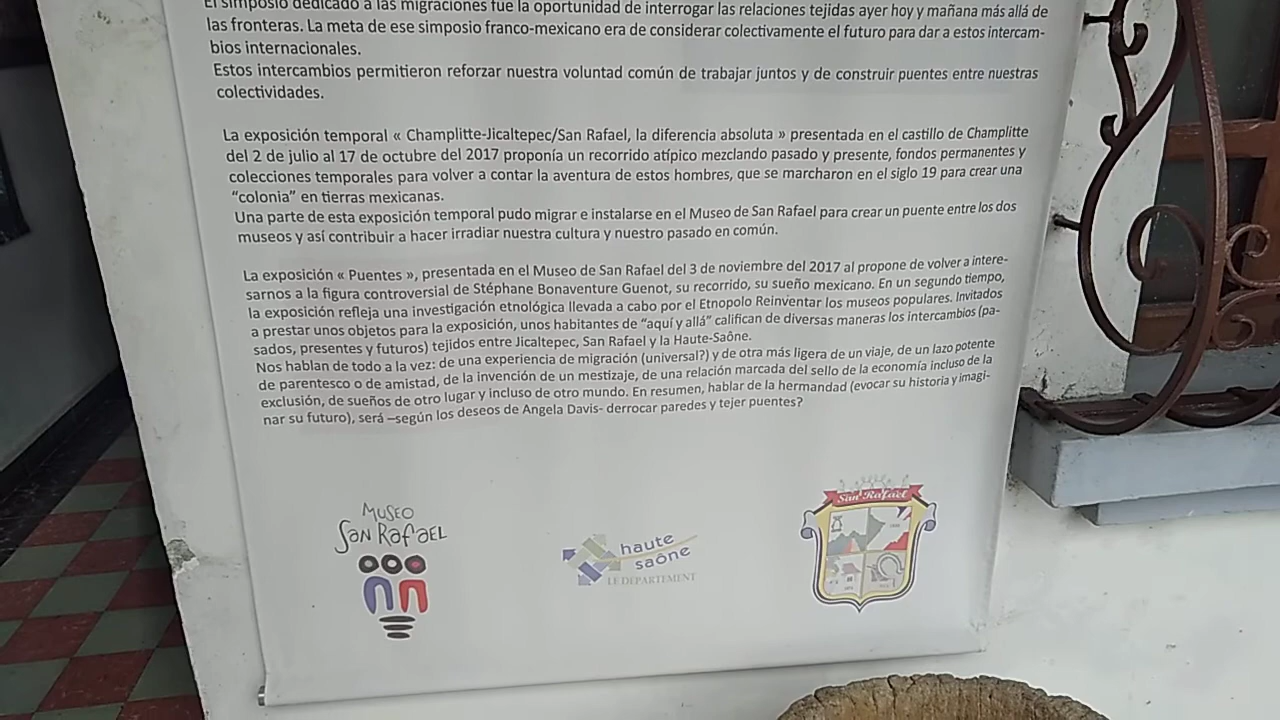 El simposio dedicado a las migraciones fue la oportunidad de interrogar las relaciones tejidas ayer hoy y mañana más allá de
las fronteras. La meta de ese simposio franco-mexicano era de considerar colectivamente el futuro para dar a estos intercam-
bios internacionales.
Estos intercambios permitieron reforzar nuestra voluntad común de trabajar juntos y de construir puentes entre nuestras
colectividades.
La exposición temporal « Champlitte-Jicaltepec/San Rafael, la diferencia absoluta » presentada en el castillo de Champlitte
del 2 de julio al 17 de octubre del 2017 proponía un recorrido atípico mezclando pasado y presente, fondos permanentes y
colecciones temporales para volver a contar la aventura de estos hombres, que se marcharon en el siglo 19 para crear una
“colonia” en tierras mexicanas.
Una parte de esta exposición temporal pudo migrar e instalarse en el Museo de San Rafael para crear un puente entre los dos
museos y así contribuir a hacer irradiar nuestra cultura y nuestro pasado en común.
La exposición « Puentes », presentada en el Museo de San Rafael del 3 de noviembre del 2017 al propone de volver a intere-
sarnos a la figura controversial de Stéphane Bonaventure Guenot, su recorrido, su sueño mexicano. En un segundo tiempo,
la exposición refleja una investigación etnológica llevada a cabo por el Etnopolo Reinventar los museos populares. Invitados
a prestar unos objetos para la exposición, unos habitantes de “aquí y allá” califican de diversas maneras los intercambios (pa-
sados, presentes y futuros) tejidos entre Jicaltepec, San Rafael y la Haute-Saône.
Nos hablan de todo a la vez: de una experiencia de migración (universal?) y de otra más ligera de un viaje, de un lazo potente
de parentesco o de amistad, de la invención de un mestizaje, de una relación marcada del sello de la economía incluso de la
exclusión, de sueños de otro lugar y incluso de otro mundo. En resumen, hablar de la hermandad (evocar su historia y imagi-
nar su futuro), será –según los deseos de Angela Davis- derrocar paredes y tejer puentes?
MUSEO
San Rafael
haute
saône
LE DÉPARTEMENT
San Rafael